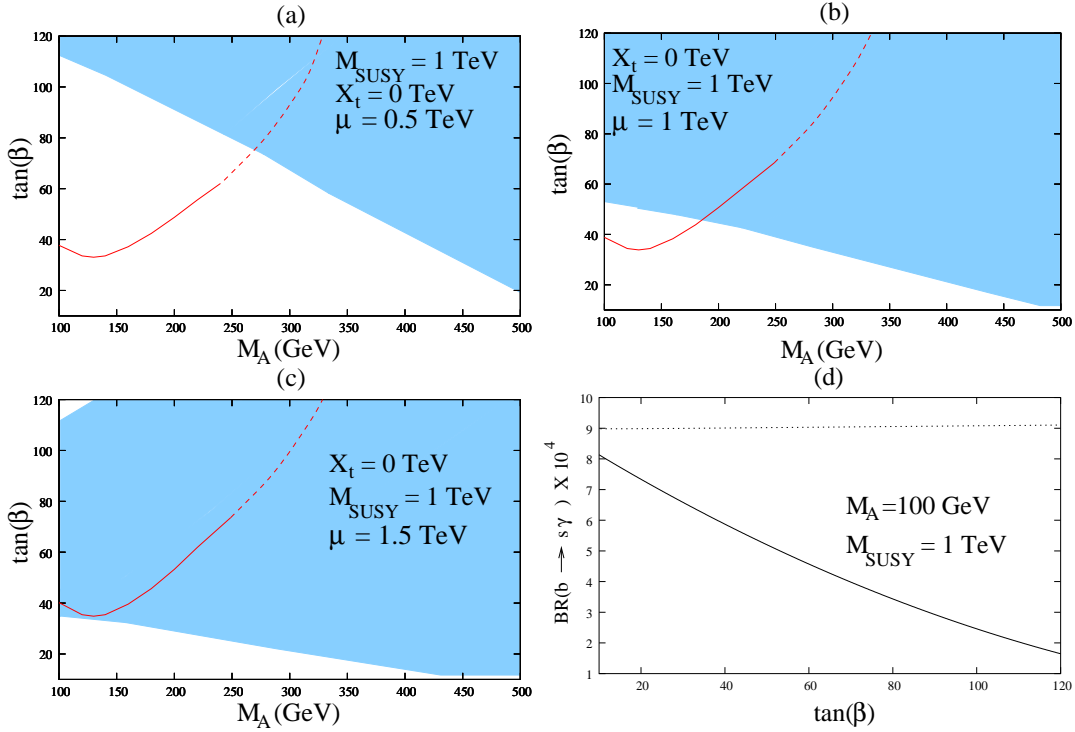 (a)
120
100
80
60
40
20
tan(β)
M_SUSY = 1 TeV
X_t = 0 TeV
μ = 0.5 TeV
100 150 200 250 300 350 400 450 500
M_A (GeV)
(b)
120
100
80
60
40
20
tan(β)
X_t = 0 TeV
M_SUSY = 1 TeV
μ = 1 TeV
100 150 200 250 300 350 400 450 500
M_A (GeV)
(c)
120
100
80
60
40
20
tan(β)
X_t = 0 TeV
M_SUSY = 1 TeV
μ = 1.5 TeV
100 150 200 250 300 350 400 450 500
M_A (GeV)
(d)
10
9
8
7
6
5
4
3
2
1
BR(b → s γ ) X 10^4
M_A =100 GeV
M_SUSY = 1 TeV
20 40 60 80 100 120
tan(β)